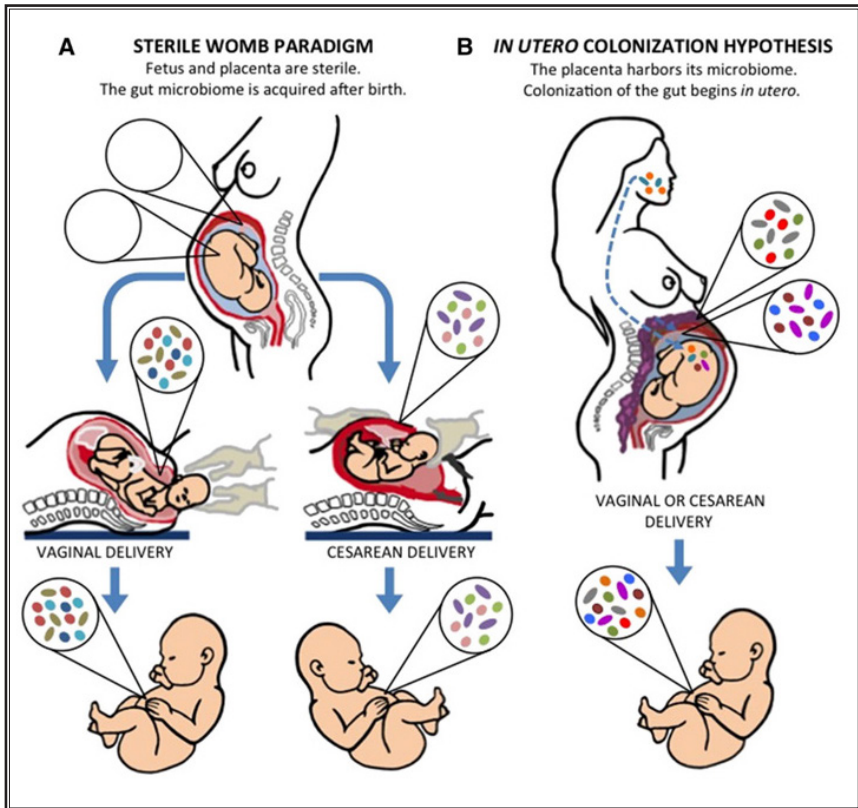 A
STERILE WOMB PARADIGM
Fetus and placenta are sterile.
The gut microbiome is acquired after birth.
B
IN UTERO COLONIZATION HYPOTHESIS
The placenta harbors its microbiome.
Colonization of the gut begins in utero.
VAGINAL DELIVERY
CESAREAN DELIVERY
VAGINAL OR CESAREAN
DELIVERY